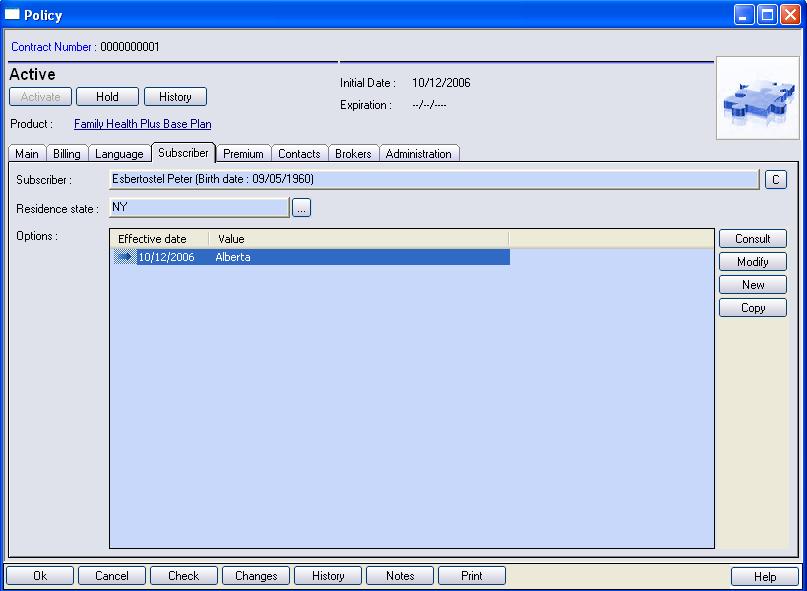 Policy
Contract Number : 0000000001
Active
Initial Date : 10/12/2006
Activate Hold History
Expiration : --/--/----
Product : Family Health Plus Base Plan
Main Billing Language Subscriber Premium Contacts Brokers Administration
Subscriber : Esbertostel Peter (Birth date : 09/05/1960) C
Residence state : NY ...
Options :
Effective date Value
10/12/2006 Alberta
Consult
Modify
New
Copy
Ok Cancel Check Changes History Notes Print Help